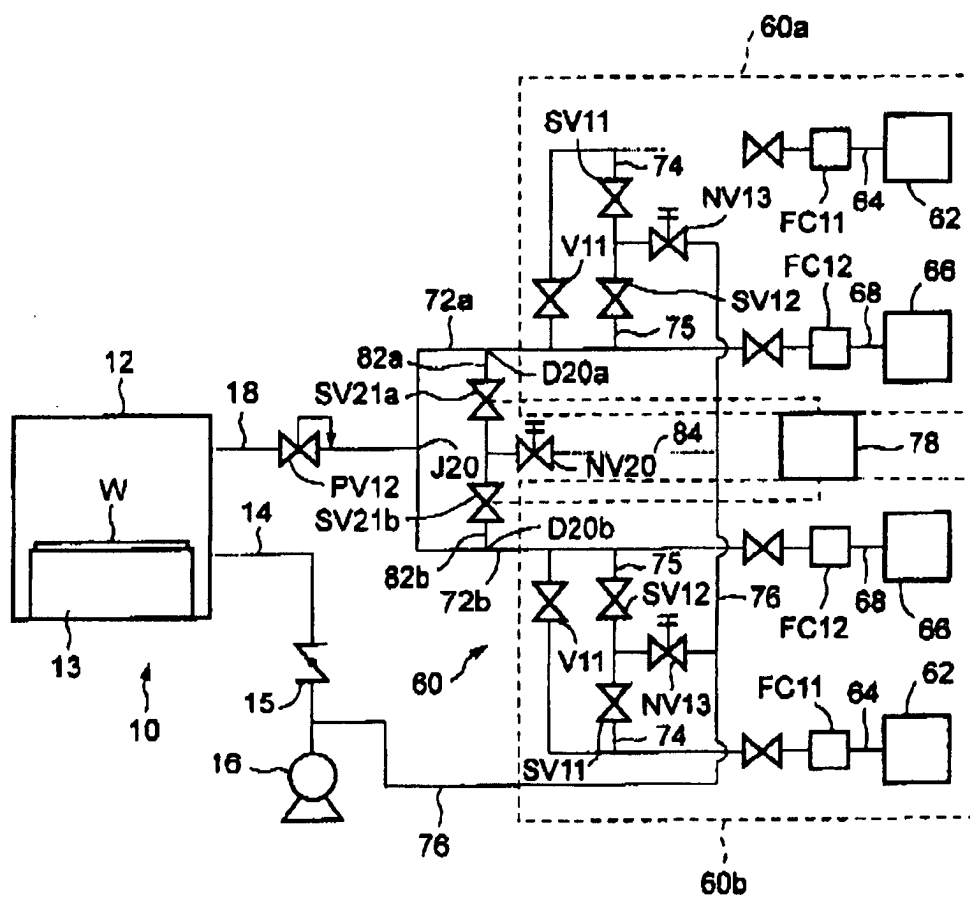 60a
SV11
74
NV13
FC11
64
62
V11
FC12
66
72a
SV12
68
75
82a
D20a
12
SV21a
18
84
J20
NV20
78
PV12
W
SV21b
14
D20b
75
82b
72b
SV12
76
68
FC12
66
V11
60
13
NV13
FC11
62
15
64
10
74
16
SV11
76
60b